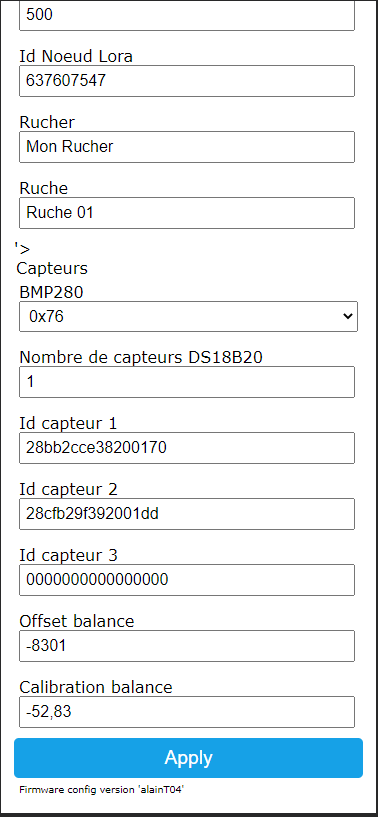 500
Id Noeud Lora
637607547
Rucher
Mon Rucher
Ruche
Ruche 01
'>
Capteurs
BMP280
0x76
Nombre de capteurs DS18B20
1
Id capteur 1
28bb2cce38200170
Id capteur 2
28cfb29f392001dd
Id capteur 3
0000000000000000
Offset balance
-8301
Calibration balance
-52,83
Apply
Firmware config version 'alainT04'